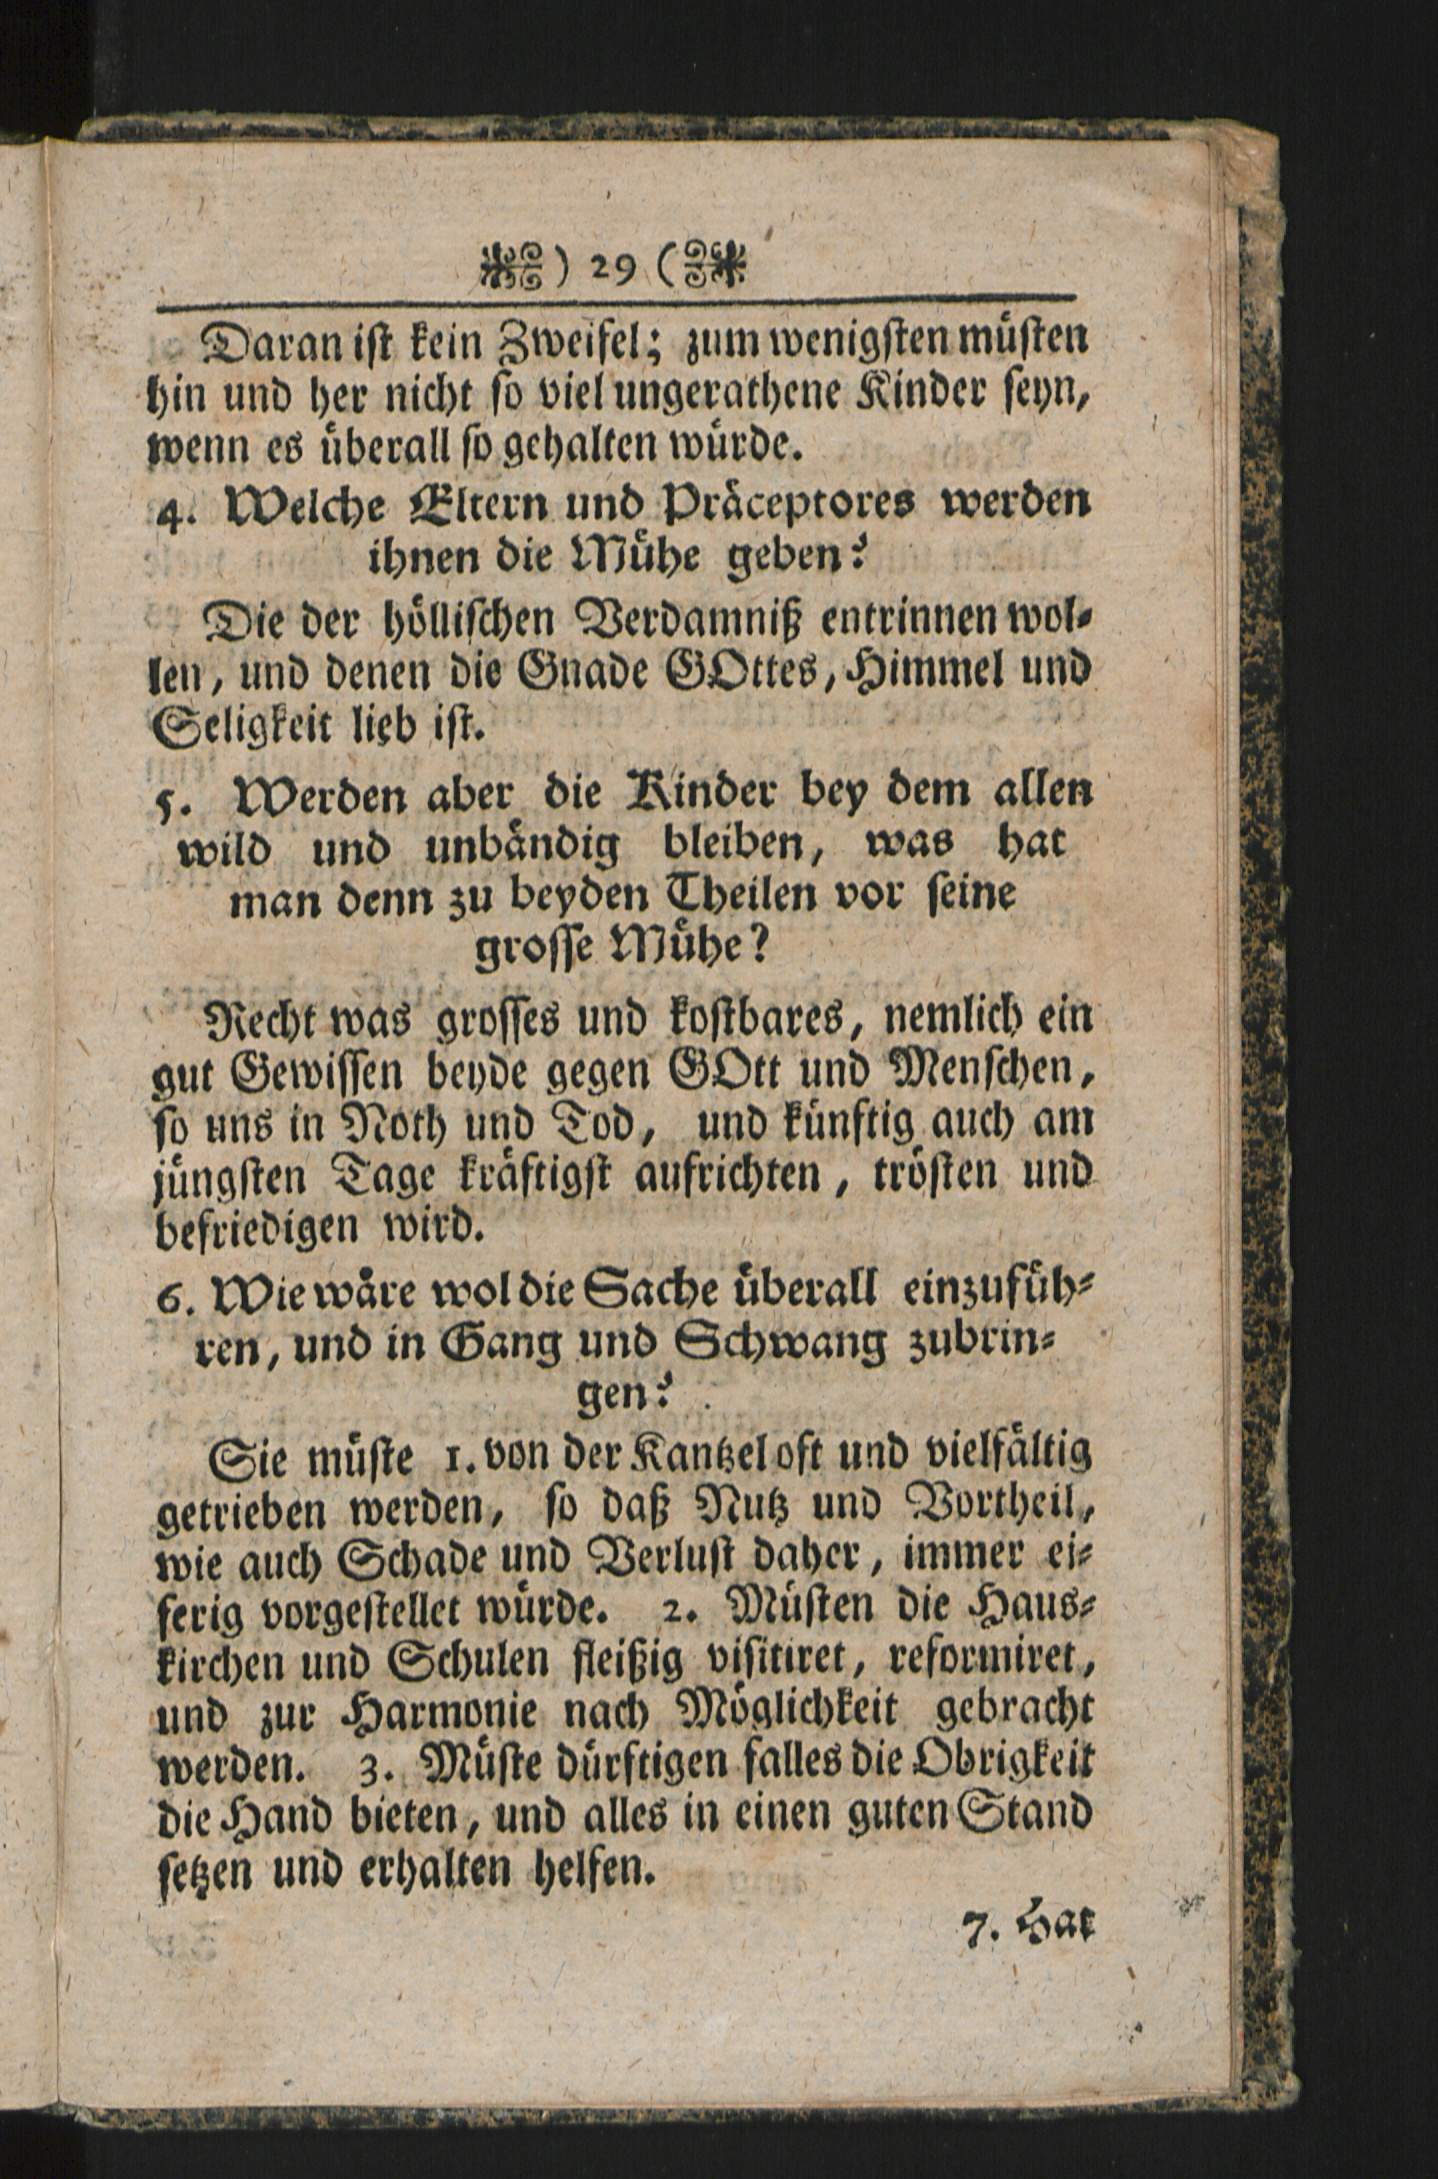 ) 29 (
Daran ist kein Zweifel; zum wenigsten müsten
hin und her nicht so viel ungerathene Kinder seyn,
wenn es überall so gehalten würde.
4. Welche Eltern und Präceptores werden
ihnen die Mühe geben?
Die der höllischen Verdamniß entrinnen wol-
len, und denen die Gnade GOttes, Himmel und
Seligkeit lieb ist.
5. Werden aber die Kinder bey dem allen
wild und unbändig bleiben, was hat
man denn zu beyden Theilen vor seine
grosse Mühe?
Recht was grosses und kostbares, nemlich ein
gut Gewissen beyde gegen GOtt und Menschen,
so uns in Noth und Tod, und künftig auch am
jüngsten Tage kräftigst aufrichten, trösten und
befriedigen wird.
6. Wie wäre wol die Sache überall einzufüh-
ren, und in Gang und Schwang zubrin-
gen?
Sie müste 1. von der Kantzel oft und vielfältig
getrieben werden, so daß Nutz und Vortheil,
wie auch Schade und Verlust daher, immer ei-
ferig vorgestellet würde. 2. Müsten die Haus-
kirchen und Schulen fleißig visitiret, reformiret,
und zur Harmonie nach Möglichkeit gebracht
werden. 3. Müste dürftigen falles die Obrigkeit
die Hand bieten, und alles in einen guten Stand
setzen und erhalten helfen.
7. Hat